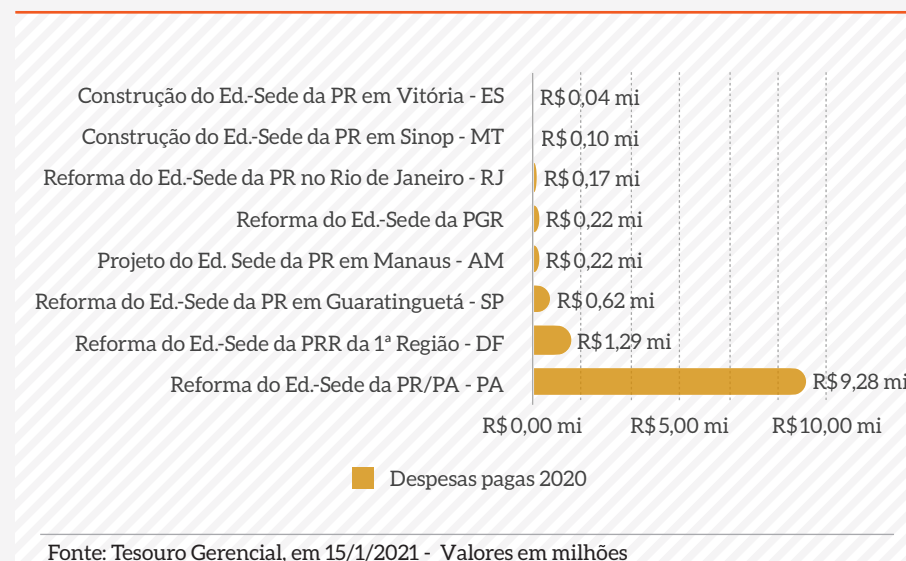 Construção do Ed.-Sede da PR em Vitória - ES R$0,04 mi
Construção do Ed.-Sede da PR em Sinop - MT R$0,10 mi
Reforma do Ed.-Sede da PR no Rio de Janeiro - RJ R$0,17 mi
Reforma do Ed.-Sede da PGR R$0,22 mi
Projeto do Ed. Sede da PR em Manaus - AM R$0,22 mi
Reforma do Ed.-Sede da PR em Guaratinguetá - SP R$0,62 mi
Reforma do Ed.-Sede da PRR da 1ª Região - DF R$1,29 mi
Reforma do Ed.-Sede da PR/PA - PA R$9,28 mi
R$0,00 mi R$5,00 mi R$10,00 mi
Despesas pagas 2020
Fonte: Tesouro Gerencial, em 15/1/2021 - Valores em milhões